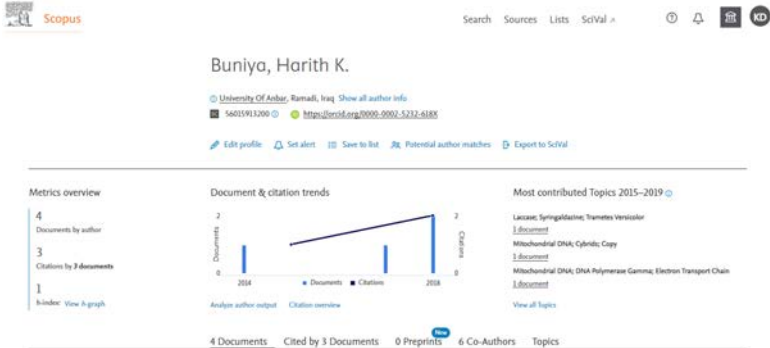 Scopus
Search Sources Lists SciVal ↗ KD
Buniya, Harith K.
University Of Anbar, Ramadi, Iraq Show all author info
56015913200 https://orcid.org/0000-0002-5232-618X
Edit profile Set alert Save to list Potential author matches Export to SciVal
Metrics overview
4
Documents by author
3
Citations by 3 documents
1
h-index: View h-graph
Document & citation trends
2 2
Documents Citations
0 0
2014 Documents Citations 2018
Analyze author output Citation overview
Most contributed Topics 2015–2019
Laccase; Syringaldazine; Trametes Versicolor
1 document
Mitochondrial DNA; Cybrids; Copy
1 document
Mitochondrial DNA; DNA Polymerase Gamma; Electron Transport Chain
1 document
View all Topics
New
4 Documents Cited by 3 Documents 0 Preprints 6 Co-Authors Topics